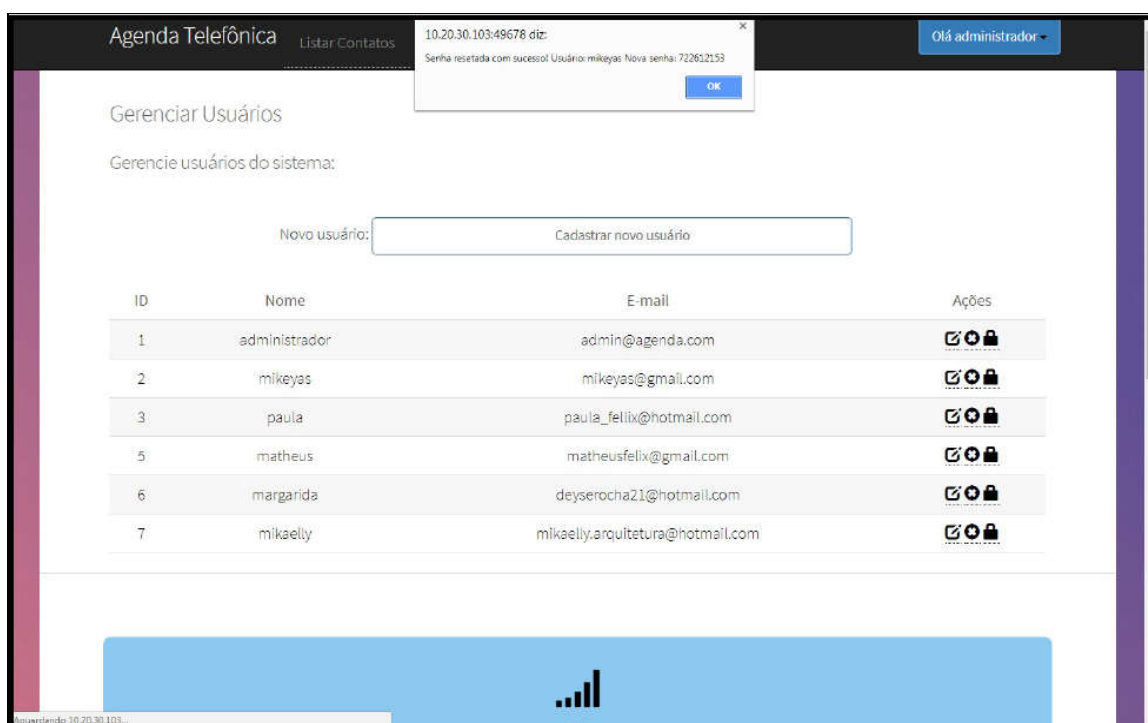 Agenda Telefônica Listar Contatos
10.20.30.103:49678 diz:
Senha resetada com sucesso! Usuário: mikeyas Nova senha: 722612153
OK
Olá administrador
Gerenciar Usuários
Gerencie usuários do sistema:
Novo usuário: Cadastrar novo usuário
ID Nome E-mail Ações
1 administrador admin@agenda.com
2 mikeyas mikeyas@gmail.com
3 paula paula_fellix@hotmail.com
5 matheus matheusfelix@gmail.com
6 margarida deyserocha21@hotmail.com
7 mikaelly mikaelly.arquitetura@hotmail.com
Aguardando 10.20.30.103...